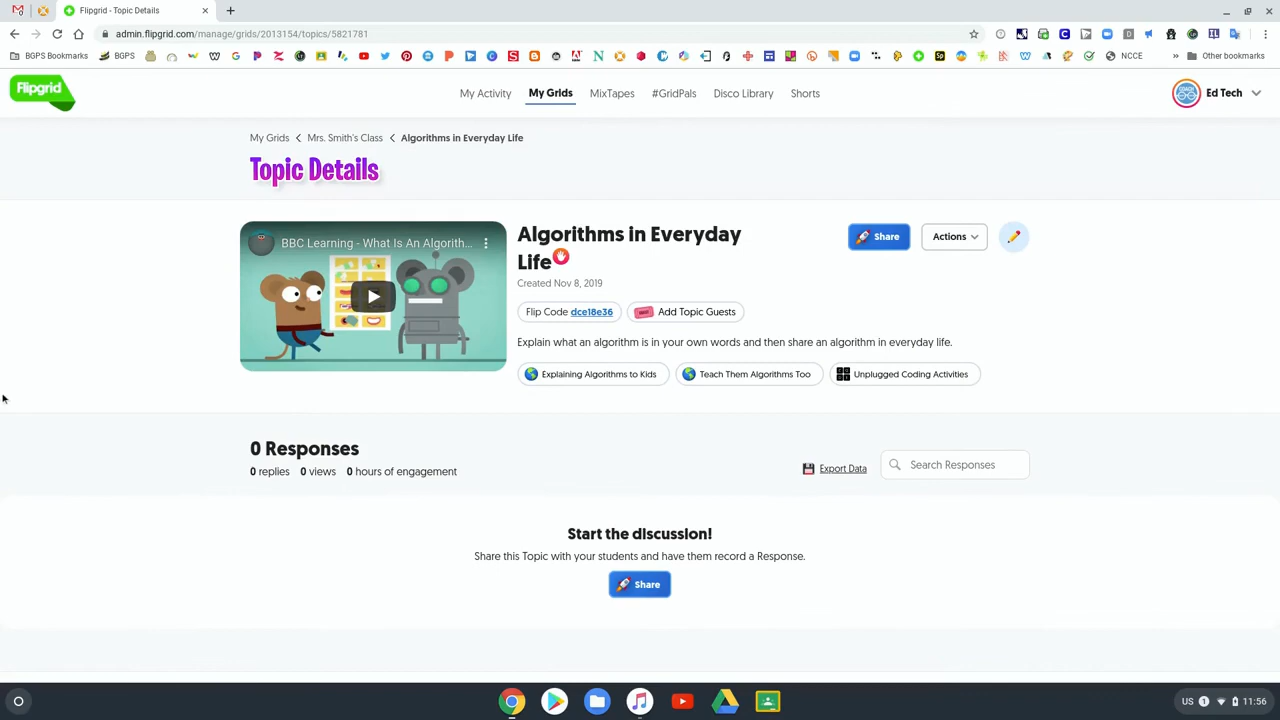 Flipgrid - Topic Details
admin.flipgrid.com/manage/grids/2013154/topics/5821781
BGPS Bookmarks
BGPS
NCCE
Other bookmarks
Flipgrid
My Activity
My Grids
MixTapes
#GridPals
Disco Library
Shorts
Ed Tech
My Grids
Mrs. Smith's Class
Algorithms in Everyday Life
Topic Details
BBC Learning - What Is An Algorith...
Algorithms in Everyday
Life
Share
Actions
Created Nov 8, 2019
Flip Code dce18e36
Add Topic Guests
Explain what an algorithm is in your own words and then share an algorithm in everyday life.
Explaining Algorithms to Kids
Teach Them Algorithms Too
Unplugged Coding Activities
0 Responses
0 replies 0 views 0 hours of engagement
Export Data
Search Responses
Start the discussion!
Share this Topic with your students and have them record a Response.
Share
US
1
11:56